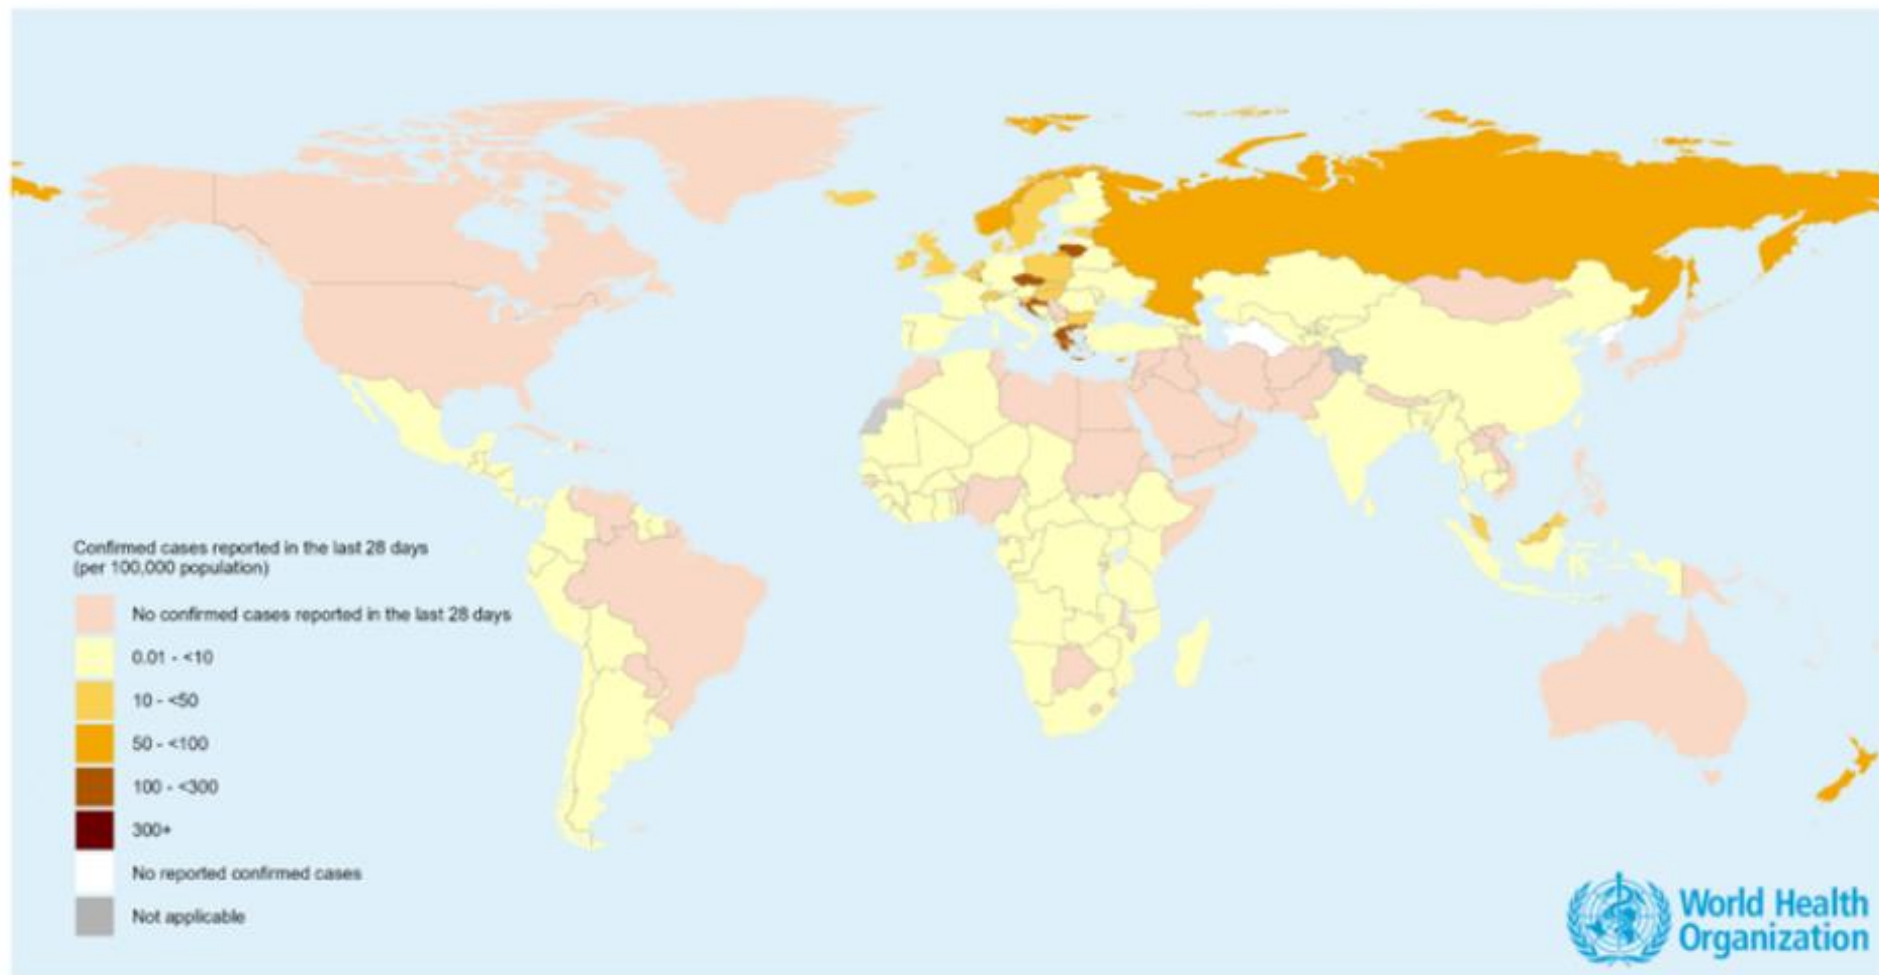 Confirmed cases reported in the last 28 days
(per 100,000 population)
No confirmed cases reported in the last 28 days
0.01 - <10
10 - <50
50 - <100
100 - <300
300+
No reported confirmed cases
Not applicable
World Health
Organization